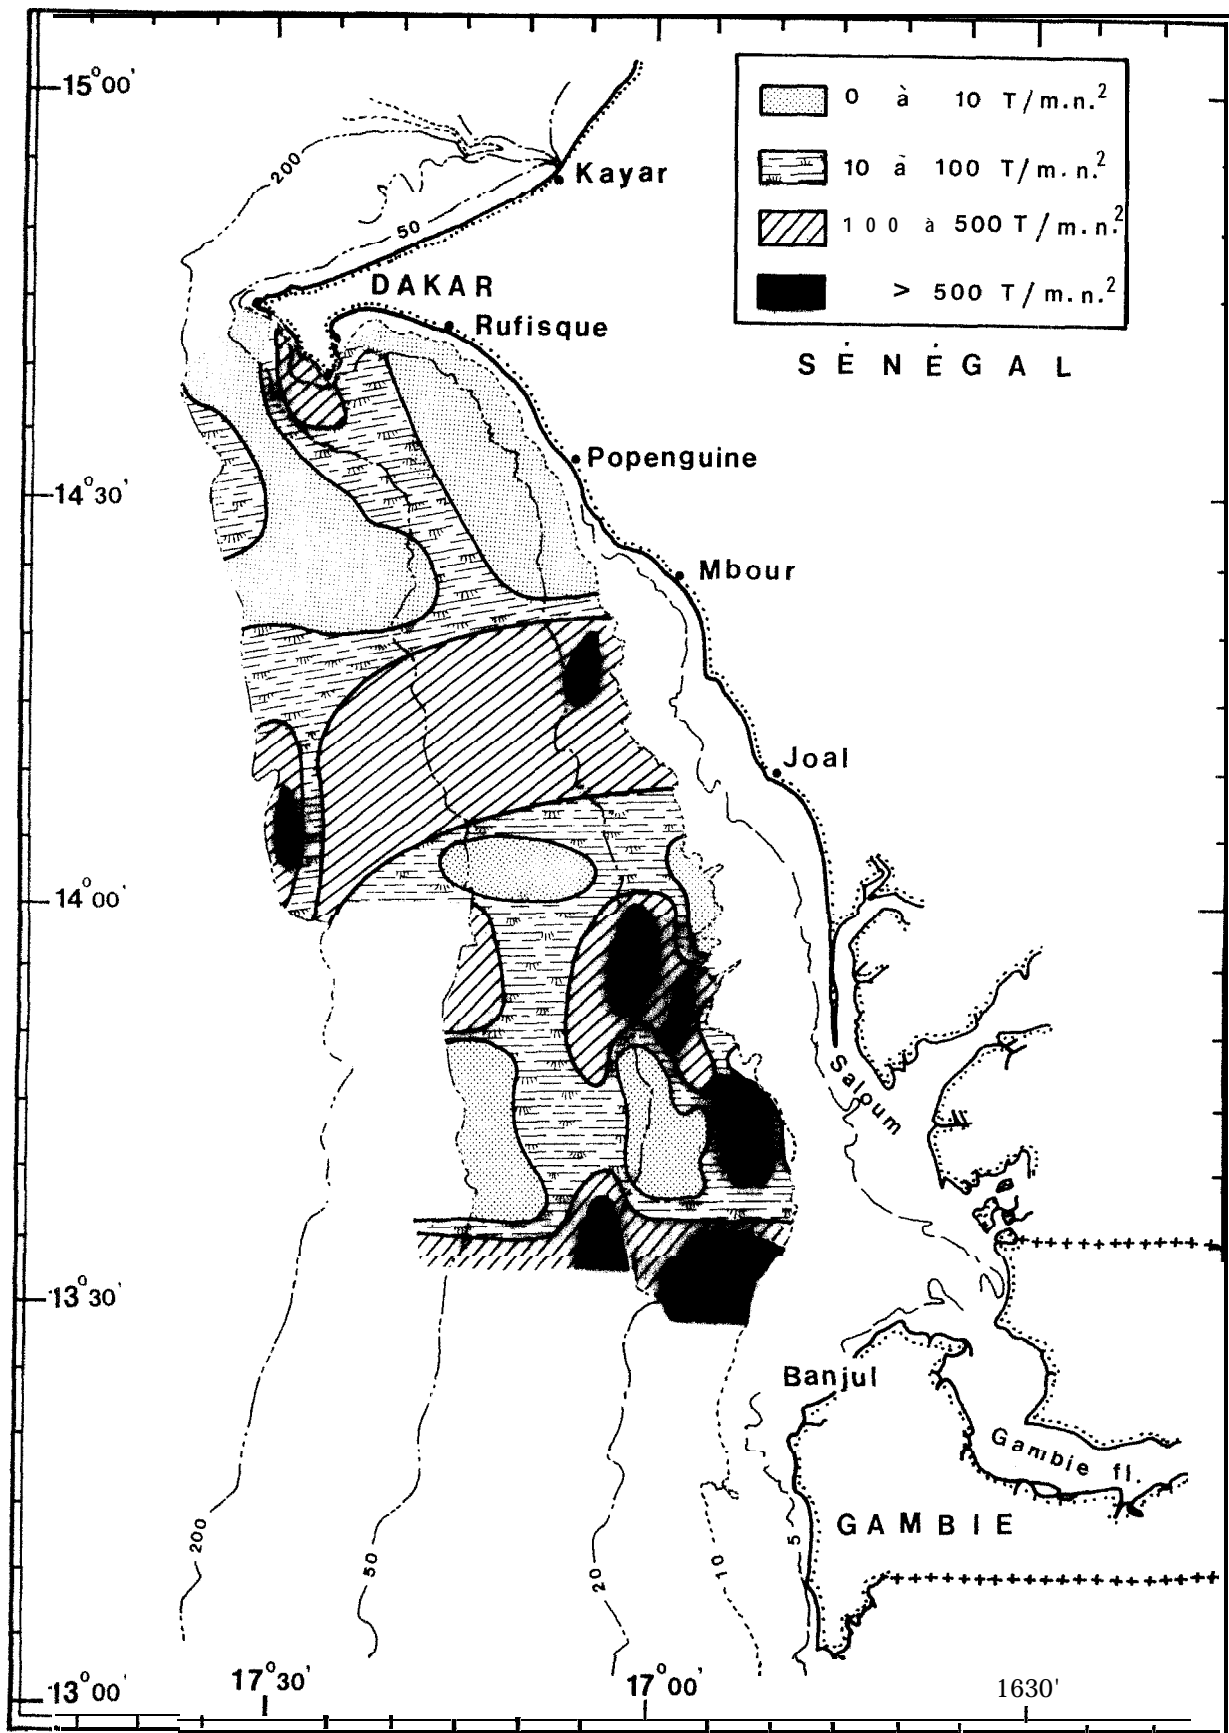 15°00'
200
Kayar
50
DAKAR
Rufisque
0 à 10 T/m.n.²
10 à 100 T/m.n.²
100 à 500 T/m.n.²
> 500 T/m.n.²
SÉNÉGAL
Popenguine
14°30'
Mbour
Joal
14°00'
Saloum
13°30'
Banjul
Gambie fl.
GAMBIE
200
50
20
10
5
13°00'
17°30'
17°00'
1630'